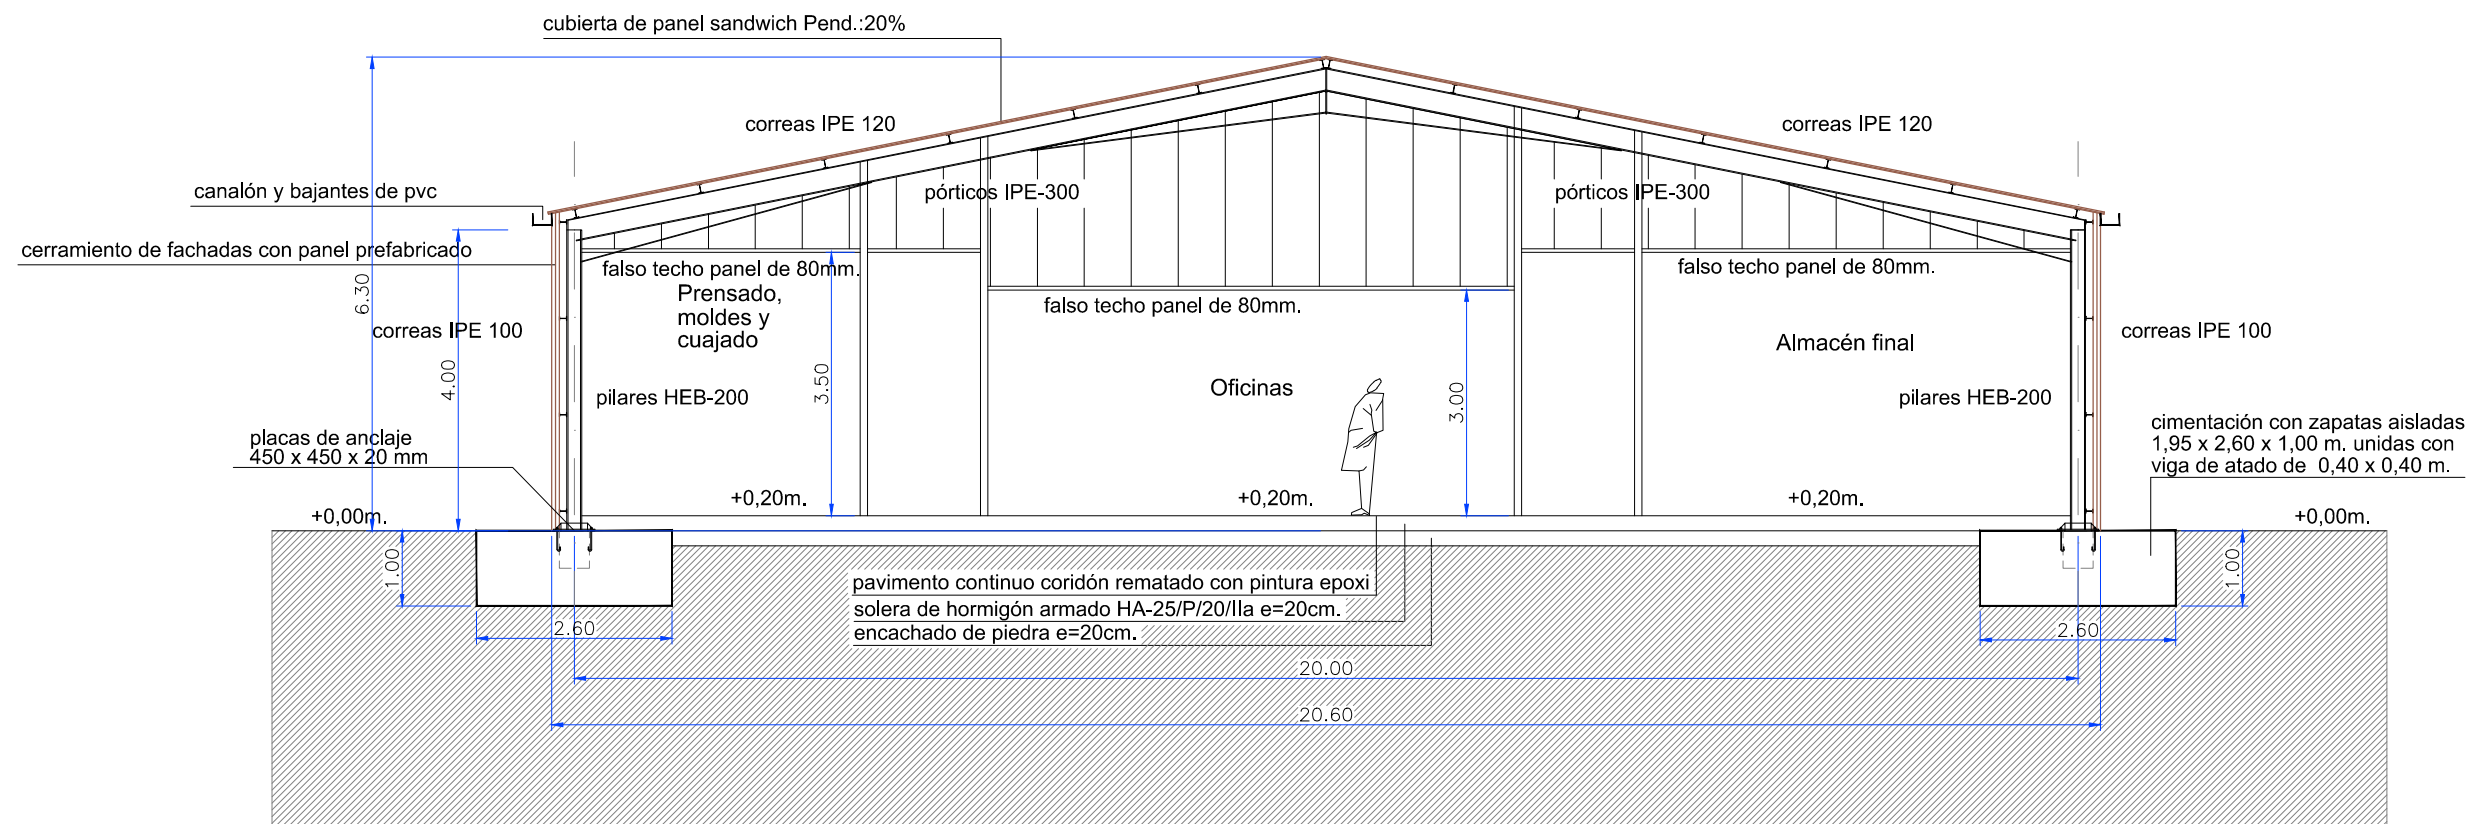 cubierta de panel sandwich Pend.:20%
correas IPE 120
correas IPE 120
canalón y bajantes de pvc
pórticos IPE-300
pórticos IPE-300
cerramiento de fachadas con panel prefabricado
falso techo panel de 80mm.
falso techo panel de 80mm.
6.30
Prensado,
moldes y
cuajado
falso techo panel de 80mm.
correas IPE 100
Almacén final
correas IPE 100
4.00
3.50
Oficinas
3.00
pilares HEB-200
pilares HEB-200
placas de anclaje
450 x 450 x 20 mm
cimentación con zapatas aisladas
1,95 x 2,60 x 1,00 m. unidas con
viga de atado de 0,40 x 0,40 m.
+0,00m.
+0,20m.
+0,20m.
+0,20m.
+0,00m.
1.00
1.00
pavimento continuo coridón rematado con pintura epoxi
solera de hormigón armado HA-25/P/20/IIa e=20cm.
encachado de piedra e=20cm.
2.60
2.60
20.00
20.60